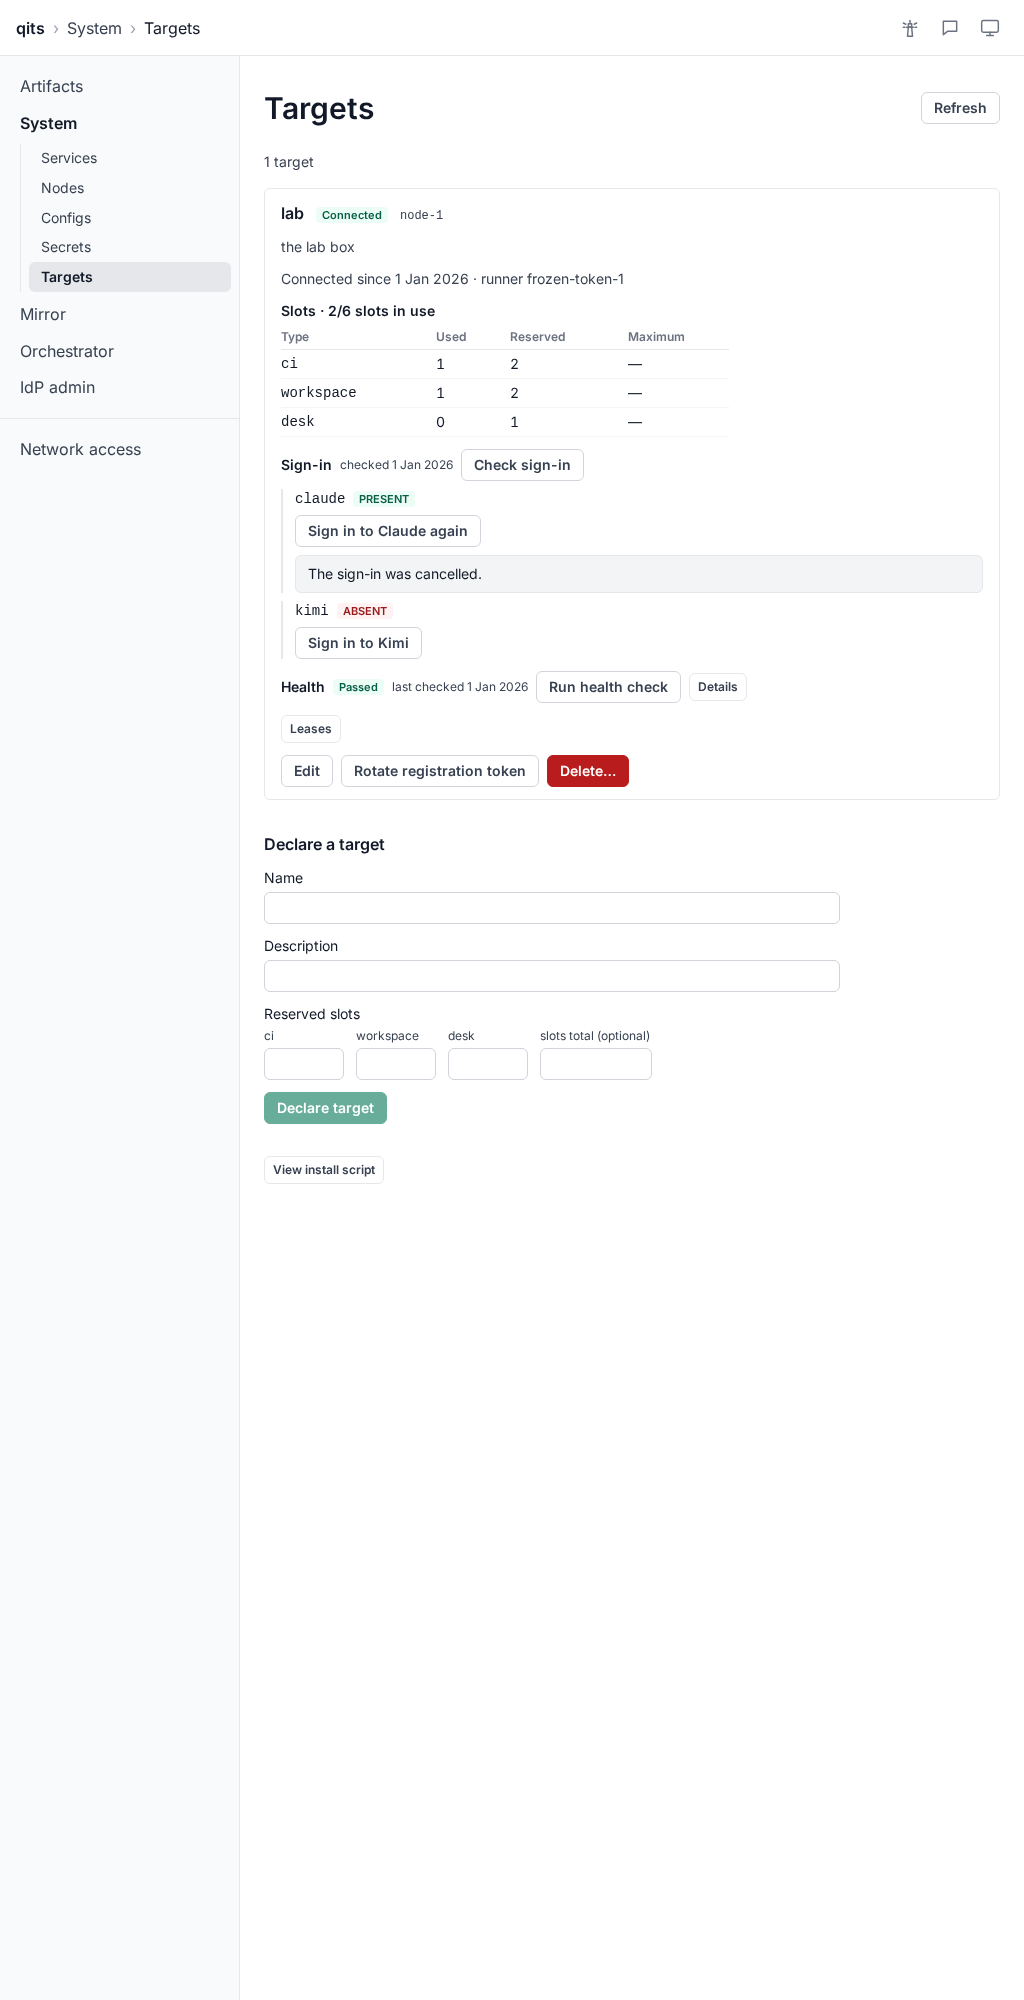 qits › System › Targets
Artifacts
System
Services
Nodes
Configs
Secrets
Targets
Mirror
Orchestrator
IdP admin
Network access
Targets
Refresh
1 target
lab Connected node-1
the lab box
Connected since 1 Jan 2026 · runner frozen-token-1
Slots · 2/6 slots in use
Type Used Reserved Maximum
ci 1 2 —
workspace 1 2 —
desk 0 1 —
Sign-in checked 1 Jan 2026 Check sign-in
claude PRESENT
Sign in to Claude again
The sign-in was cancelled.
kimi ABSENT
Sign in to Kimi
Health Passed last checked 1 Jan 2026 Run health check Details
Leases
Edit Rotate registration token Delete…
Declare a target
Name
Description
Reserved slots
ci workspace desk slots total (optional)
Declare target
View install script